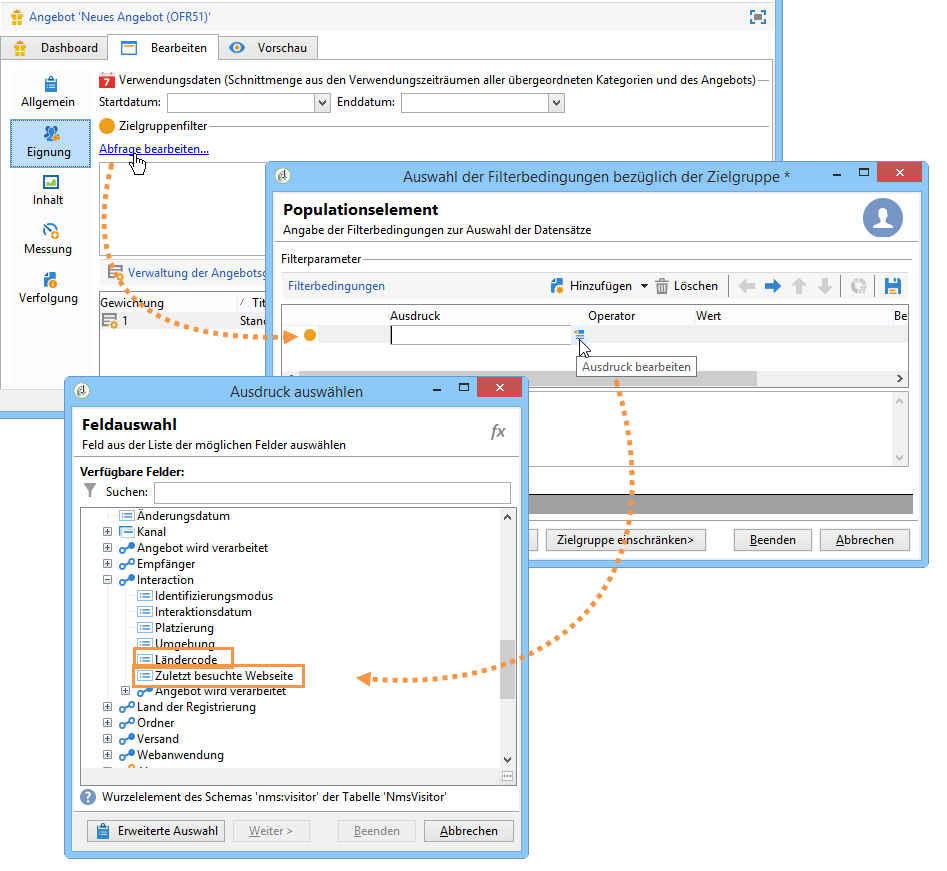 Angebot 'Neues Angebot (OFR51)'
Dashboard
Bearbeiten
Vorschau
Allgemein
Eignung
Inhalt
Messung
Verfolgung
7 Verwendungsdaten (Schnittmenge aus den Verwendungszeiträumen aller übergeordneten Kategorien und des Angebots)
Startdatum:
Enddatum:
Zielgruppenfilter
Abfrage bearbeiten...
Verwaltung der Angebotsg
Gewichtung / Tit
1 Stand
Auswahl der Filterbedingungen bezüglich der Zielgruppe *
Populationselement
Angabe der Filterbedingungen zur Auswahl der Datensätze
Filterparameter
Filterbedingungen
Hinzufügen
Löschen
Ausdruck Operator Wert Be
Ausdruck bearbeiten
Zielgruppe einschränken>
Beenden
Abbrechen
Ausdruck auswählen
Feldauswahl
Feld aus der Liste der möglichen Felder auswählen
fx
Verfügbare Felder:
Suchen:
Änderungsdatum
Kanal
Angebot wird verarbeitet
Empfänger
Interaction
Identifizierungsmodus
Interaktionsdatum
Platzierung
Umgebung
Ländercode
Zuletzt besuchte Webseite
Angebot wird verarbeitet
Land der Registrierung
Ordner
Versand
Webanwendung
? Wurzelelement des Schemas 'nms:visitor' der Tabelle 'NmsVisitor'
Erweiterte Auswahl
Weiter >
Beenden
Abbrechen